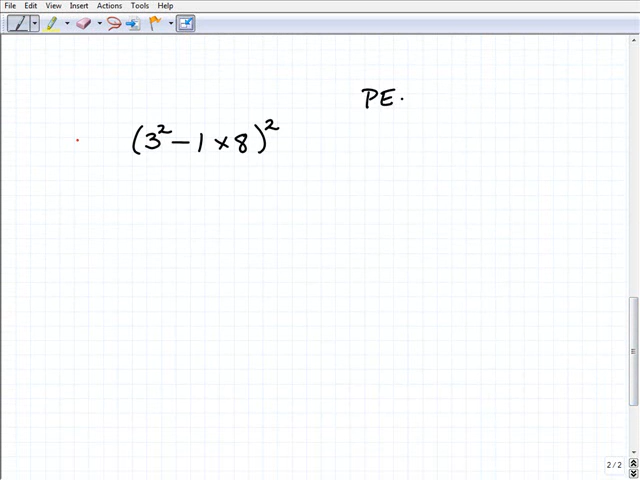 File Edit View Insert Actions Tools Help
PE.
(3² − 1 × 8)²
2 / 2